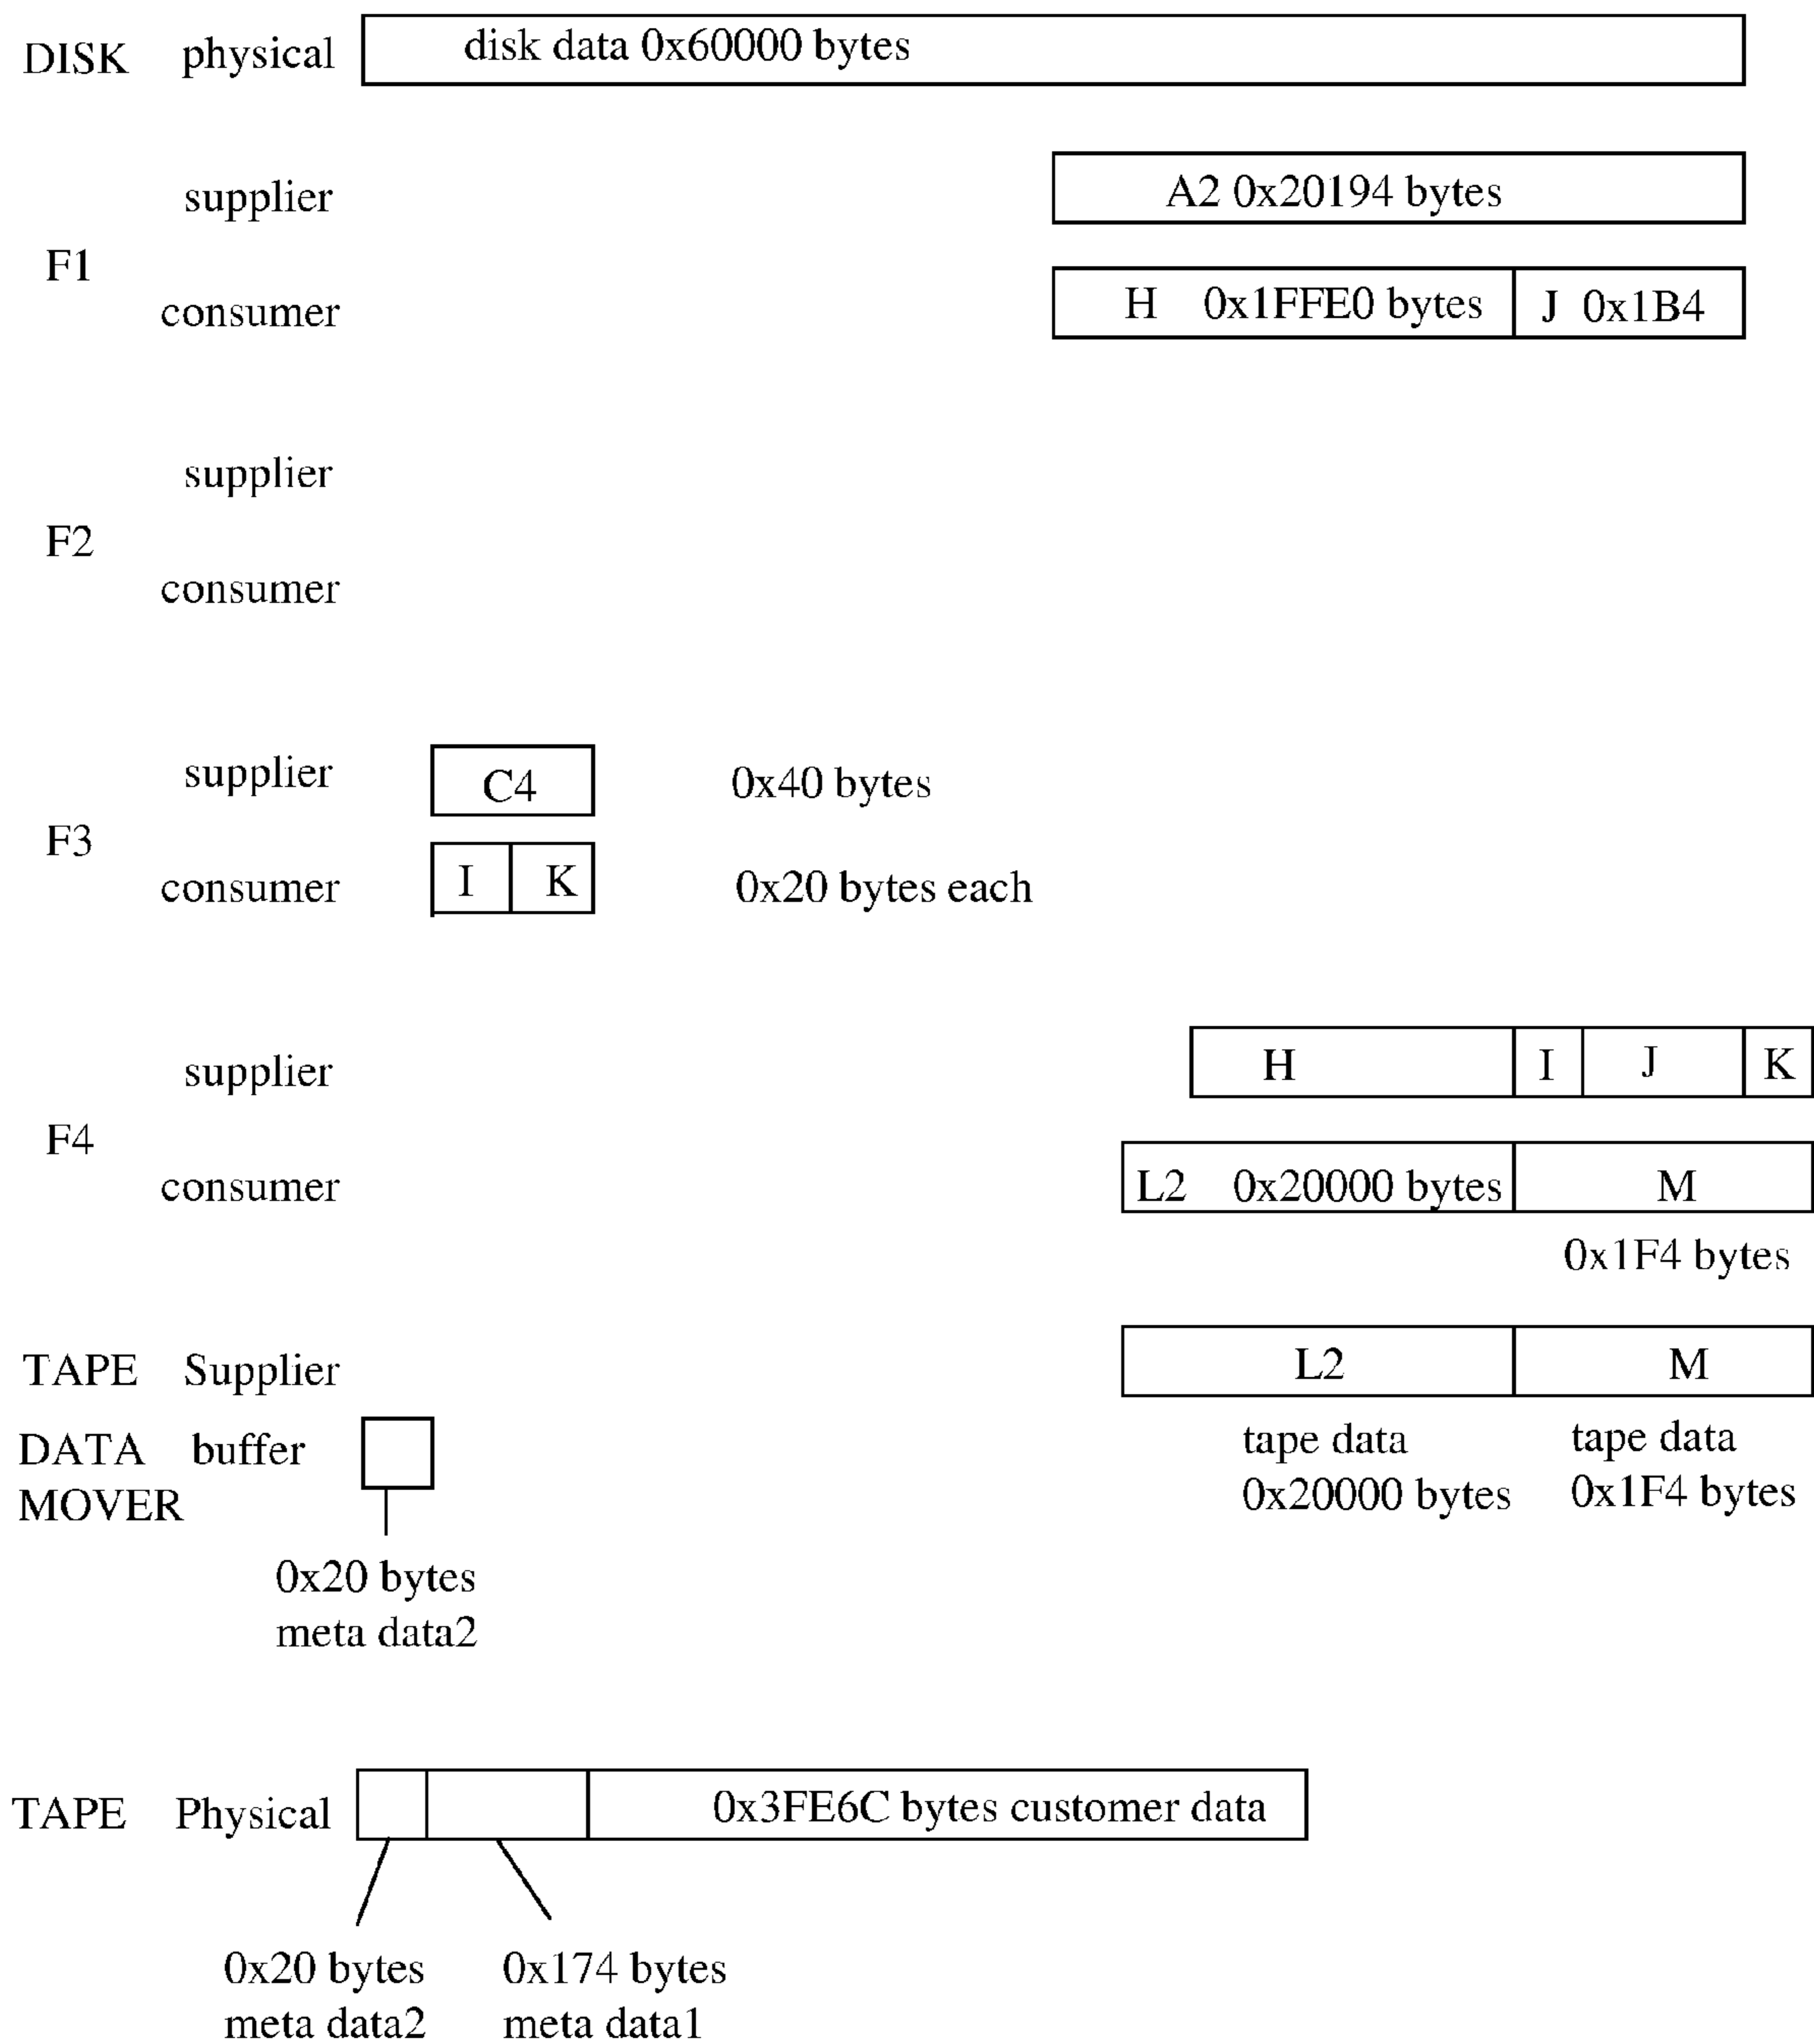 DISK physical disk data 0x60000 bytes
supplier A2 0x20194 bytes
F1
consumer H 0x1FFE0 bytes J 0x1B4
supplier
F2
consumer
supplier C4 0x40 bytes
F3
consumer I K 0x20 bytes each
supplier H I J K
F4
consumer L2 0x20000 bytes M
0x1F4 bytes
TAPE Supplier L2 M
DATA buffer tape data tape data
MOVER 0x20000 bytes 0x1F4 bytes
0x20 bytes
meta data2
TAPE Physical 0x3FE6C bytes customer data
0x20 bytes 0x174 bytes
meta data2 meta data1